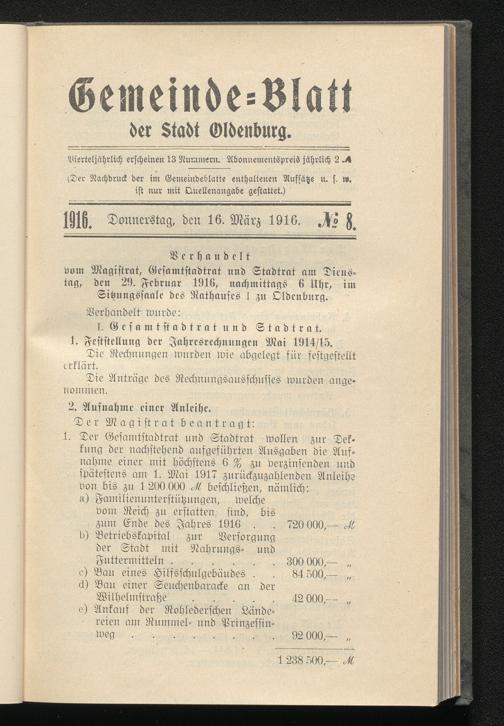 Gemeinde=Blatt
der Stadt Oldenburg.
Vierteljährlich erscheinen 13 Nummern. Abonnementspreis jährlich 2 ℳ
(Der Nachdruck der im Gemeindeblatte enthaltenen Aufsätze u. s. w.
ist nur mit Quellenangabe gestattet.)
1916. Donnerstag, den 16. März 1916. № 8.
Verhandelt
vom Magistrat, Gesamtstadtrat und Stadtrat am Diens-
tag, den 29. Februar 1916, nachmittags 6 Uhr, im
Sitzungssaale des Rathauses I zu Oldenburg.
Verhandelt wurde:
I. Gesamtstadtrat und Stadtrat.
1. Feststellung der Jahresrechnungen Mai 1914/15.
Die Rechnungen wurden wie abgelegt für festgestellt
erklärt.
Die Anträge des Rechnungsausschusses wurden ange-
nommen.
2. Aufnahme einer Anleihe.
Der Magistrat beantragt:
1. Der Gesamtstadtrat und Stadtrat wollen zur Dek-
kung der nachstehend aufgeführten Ausgaben die Auf-
nahme einer mit höchstens 6 % zu verzinsenden und
spätestens am 1. Mai 1917 zurückzuzahlenden Anleihe
von bis zu 1 200 000 ℳ beschließen, nämlich:
a) Familienunterstützungen, welche
vom Reich zu erstatten sind, bis
zum Ende des Jahres 1916 . . 720 000,— ℳ
b) Betriebskapital zur Versorgung
der Stadt mit Nahrungs- und
Futtermitteln . . . . . 300 000,— „
c) Bau eines Hilfsschulgebäudes . . 84 500,— „
d) Bau einer Seuchenbaracke an der
Wilhelmstraße . . . . . 42 000,— „
e) Ankauf der Rohlederschen Lände-
reien am Rummel- und Prinzessin-
weg . . . . . . . 92 000,— „
1 238 500,— ℳ